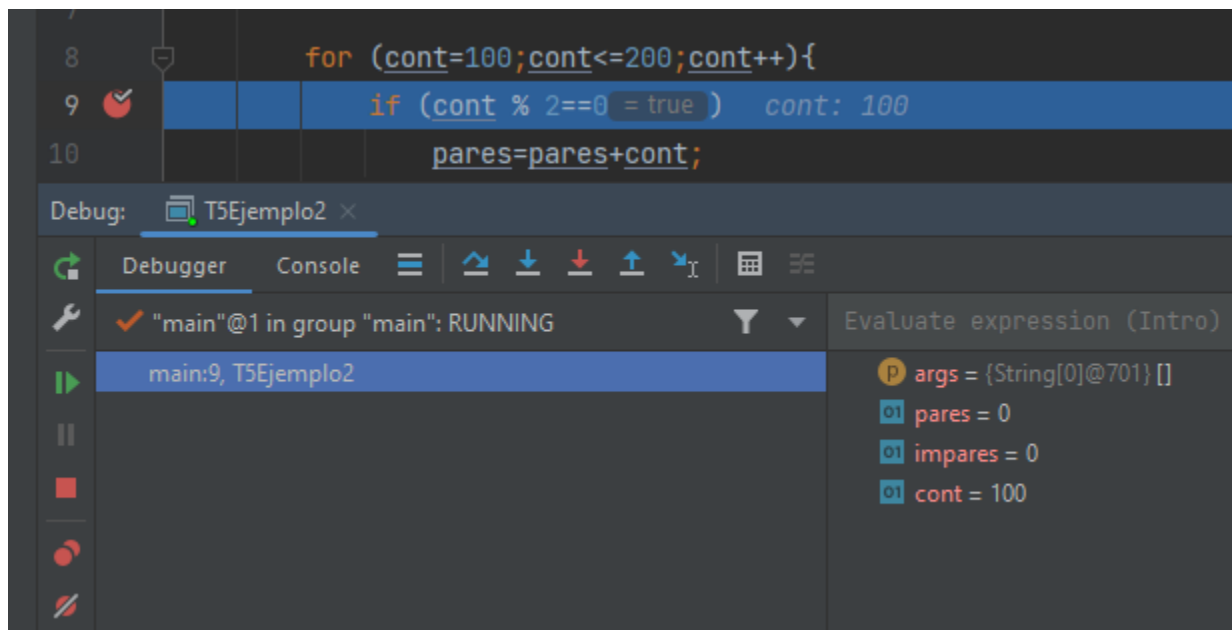 8 for (cont=100;cont<=200;cont++){
9 if (cont % 2==0 = true ) cont: 100
10 pares=pares+cont;
Debug: T5Ejemplo2
Debugger Console
"main"@1 in group "main": RUNNING
Evaluate expression (Intro)
main:9, T5Ejemplo2
args = {String[0]@701} []
pares = 0
impares = 0
cont = 100